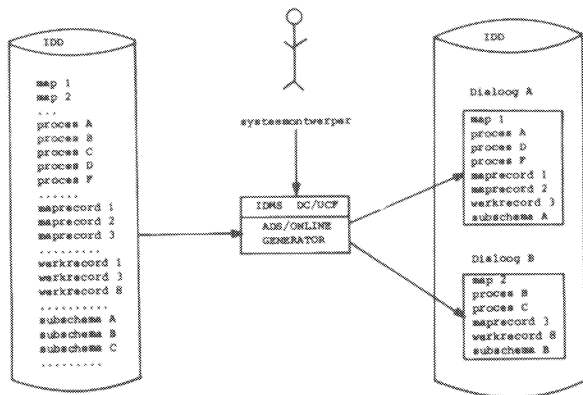 IDD
map 1
map 2
...
proces A
proces B
proces C
proces D
proces F
.......
maprecord 1
maprecord 2
maprecord 3
..........
werkrecord 1
werkrecord 3
werkrecord 8
..........
subschema A
subschema B
subschema C
.........
systeemontwerper
IDMS DC/UCF
ADS/ONLINE
GENERATOR
IDD
Dialoog A
map 1
proces A
proces D
proces F
maprecord 1
maprecord 2
werkrecord 3
subschema A
Dialoog B
map 2
proces B
proces C
maprecord 3
werkrecord 8
subschema B